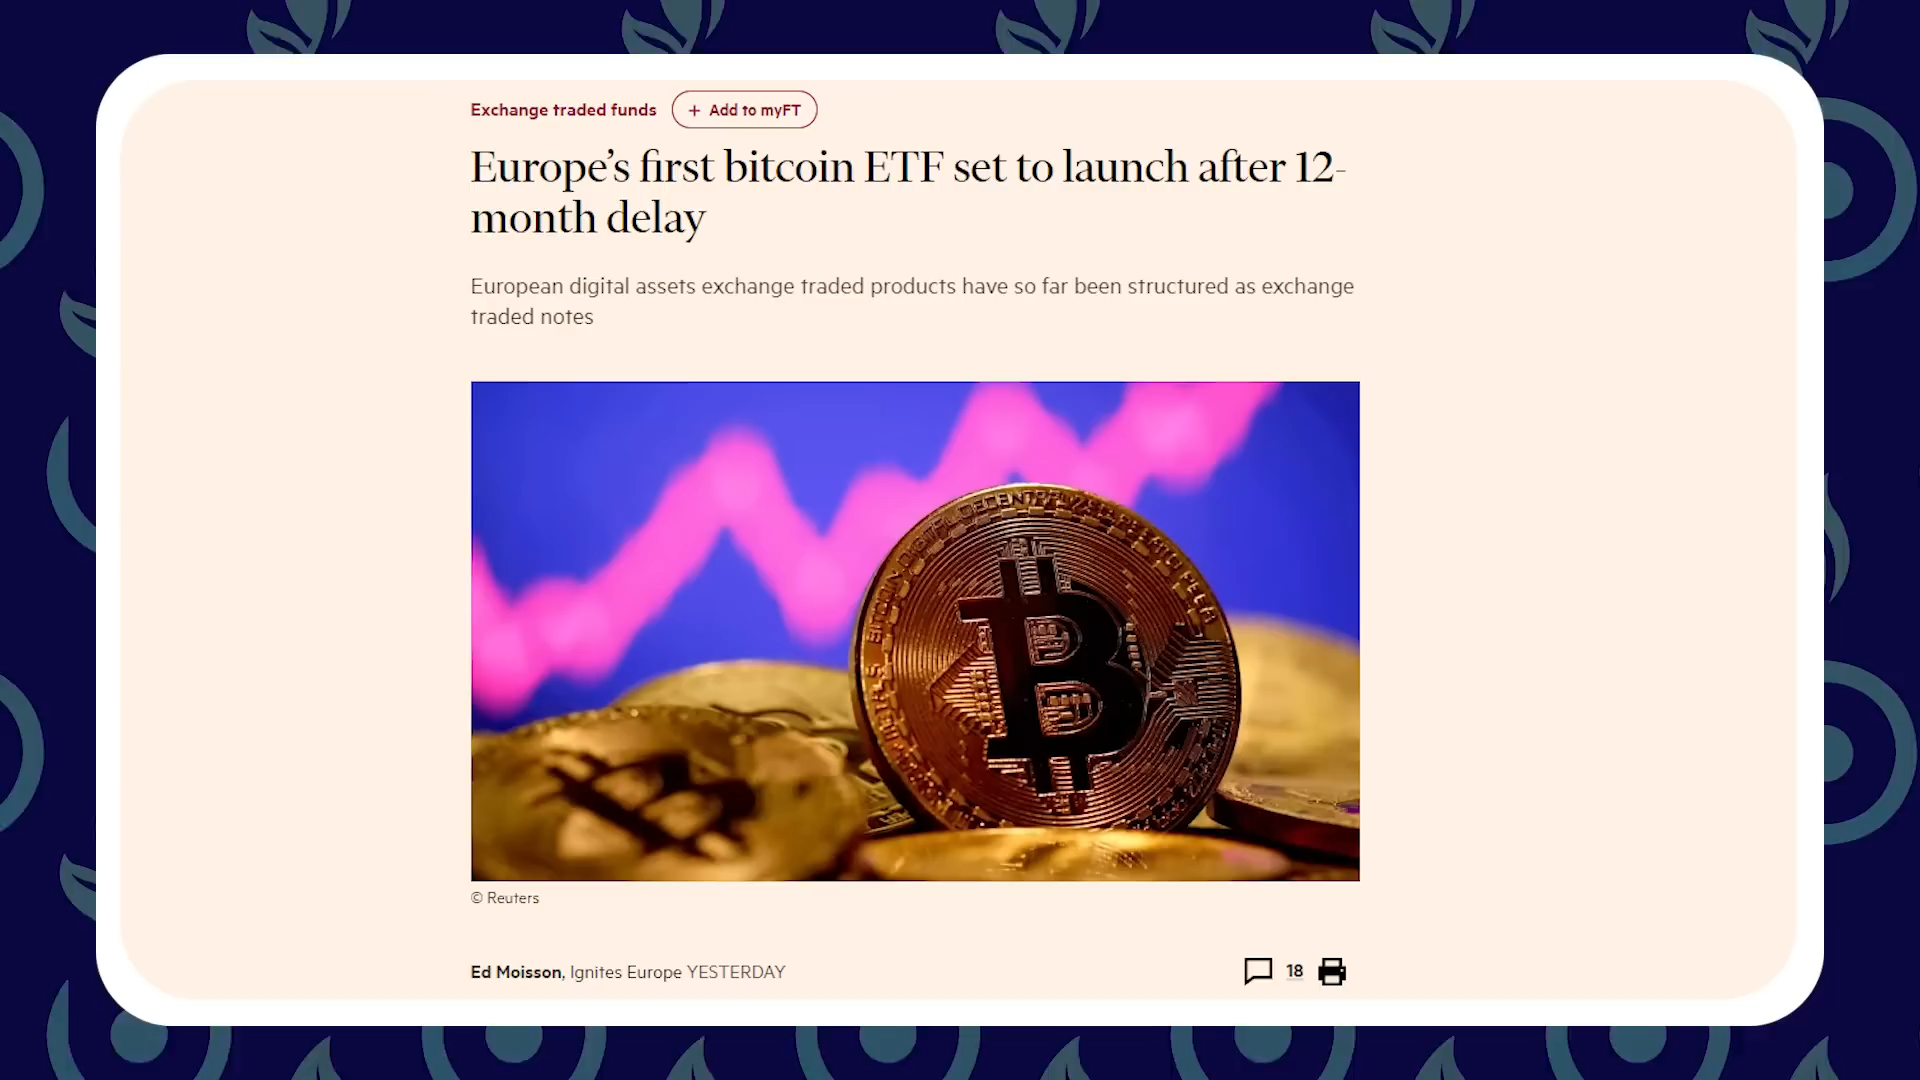 Exchange traded funds + Add to myFT
Europe’s first bitcoin ETF set to launch after 12-
month delay
European digital assets exchange traded products have so far been structured as exchange
traded notes
© Reuters
Ed Moisson, Ignites Europe YESTERDAY
18